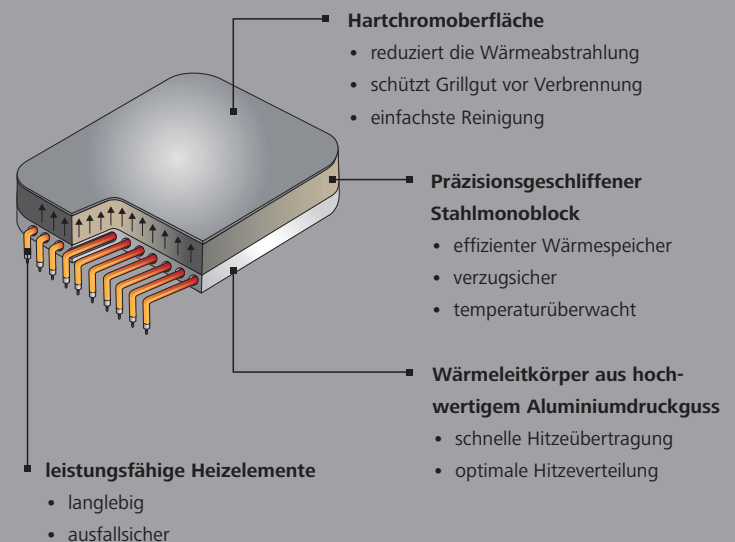 Hartchromoberfläche
• reduziert die Wärmeabstrahlung
• schützt Grillgut vor Verbrennung
• einfachste Reinigung
Präzisionsgeschliffener
Stahlmonoblock
• effizienter Wärmespeicher
• verzugsicher
• temperaturüberwacht
Wärmeleitkörper aus hoch-
wertigem Aluminiumdruckguss
• schnelle Hitzeübertragung
• optimale Hitzeverteilung
leistungsfähige Heizelemente
• langlebig
• ausfallsicher